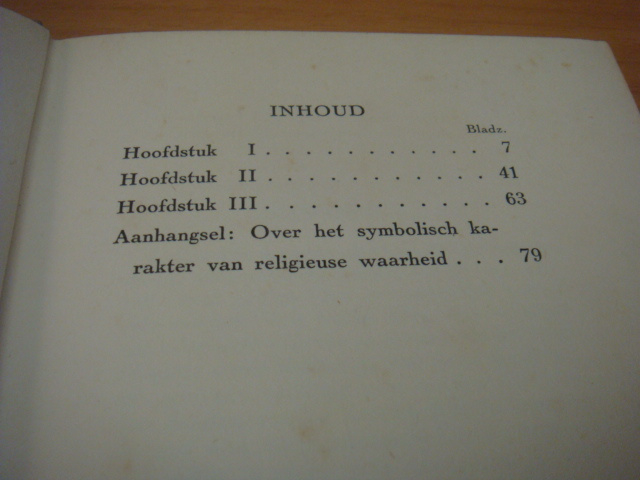 INHOUD
Bladz.
Hoofdstuk I . . . . . . . . . . . 7
Hoofdstuk II . . . . . . . . . . . 41
Hoofdstuk III . . . . . . . . . . . 63
Aanhangsel: Over het symbolisch ka-
rakter van religieuse waarheid . . . 79